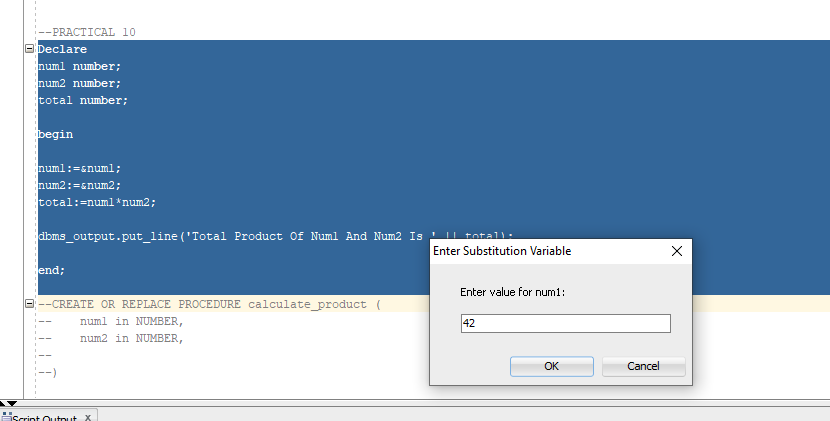 --PRACTICAL 10
Declare
num1 number;
num2 number;
total number;
begin
num1:=&num1;
num2:=&num2;
total:=num1*num2;
dbms_output.put_line('Total Product Of Num1 And Num2 Is ' || total);
end;
--CREATE OR REPLACE PROCEDURE calculate_product (
-- num1 in NUMBER,
-- num2 in NUMBER,
--
--)
Enter Substitution Variable
Enter value for num1:
42
OK Cancel
Script Output x